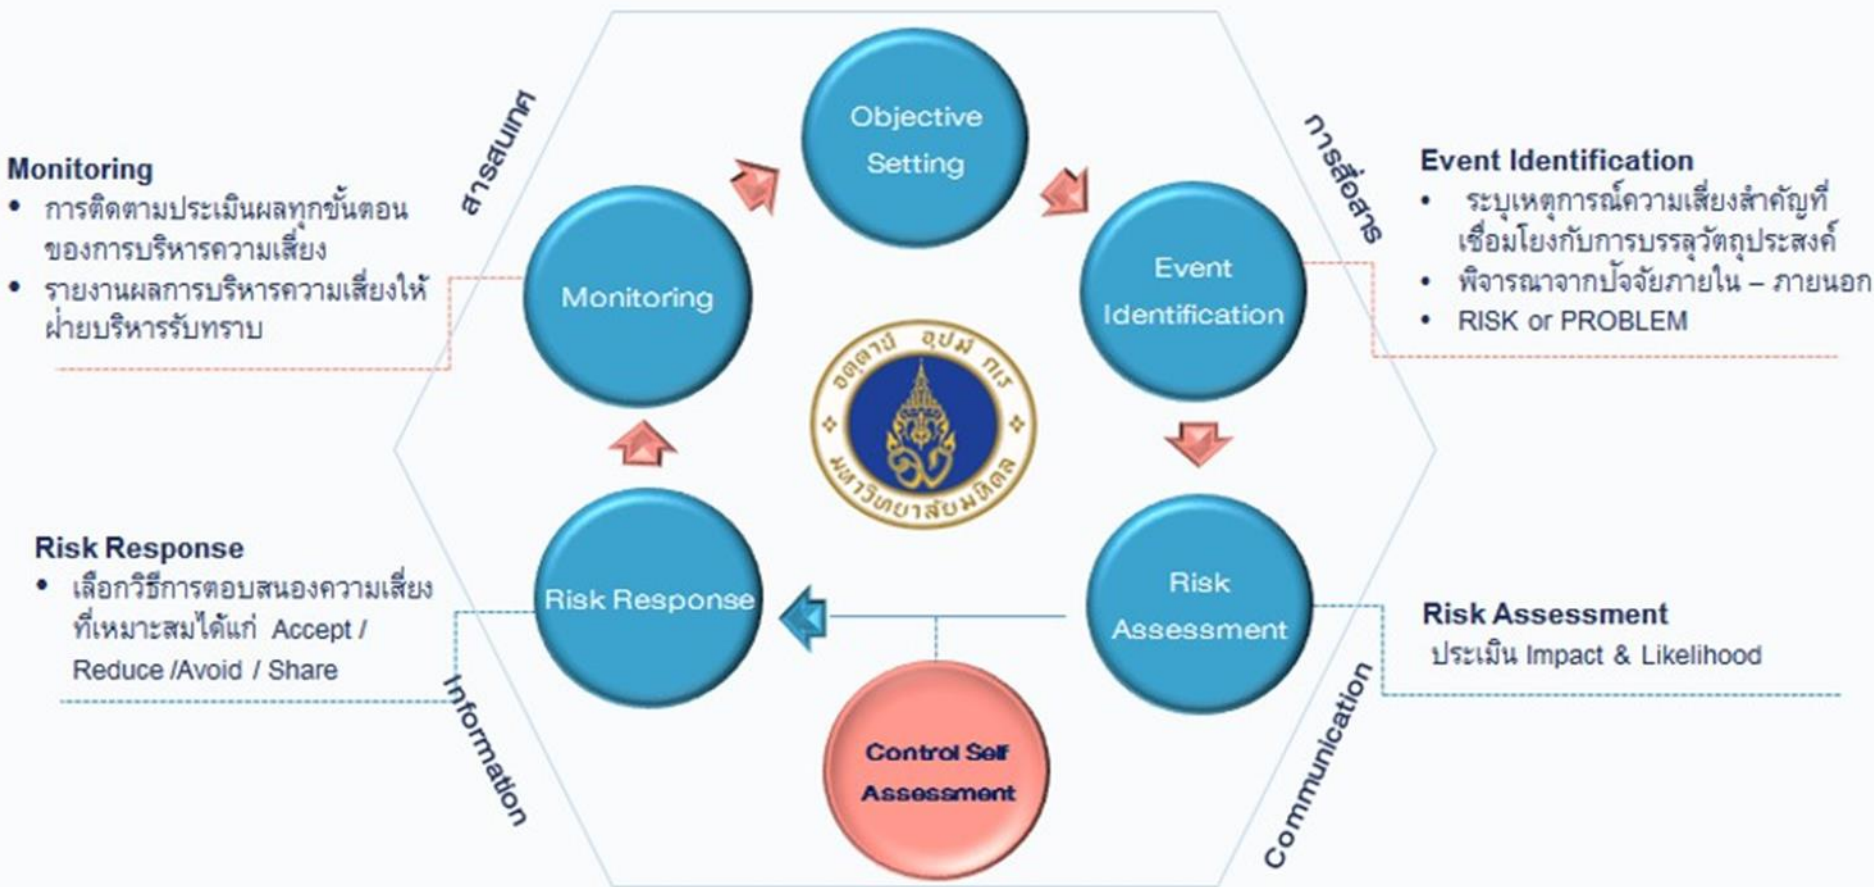 สารสนเทศ
การสื่อสาร
Objective
Setting
Monitoring
• การติดตามประเมินผลทุกขั้นตอน
ของการบริหารความเสี่ยง
• รายงานผลการบริหารความเสี่ยงให้
ฝ่ายบริหารรับทราบ
Monitoring
Event
Identification
Event Identification
• ระบุเหตุการณ์ความเสี่ยงสำคัญที่
เชื่อมโยงกับการบรรลุวัตถุประสงค์
• พิจารณาจากปัจจัยภายใน – ภายนอก
• RISK or PROBLEM
อตฺตานํ อุปมํ กเร
มหาวิทยาลัยมหิดล
Risk Response
• เลือกวิธีการตอบสนองความเสี่ยง
ที่เหมาะสมได้แก่ Accept /
Reduce /Avoid / Share
Risk Response
Risk
Assessment
Risk Assessment
ประเมิน Impact & Likelihood
Control Self
Assessment
Information
Communication